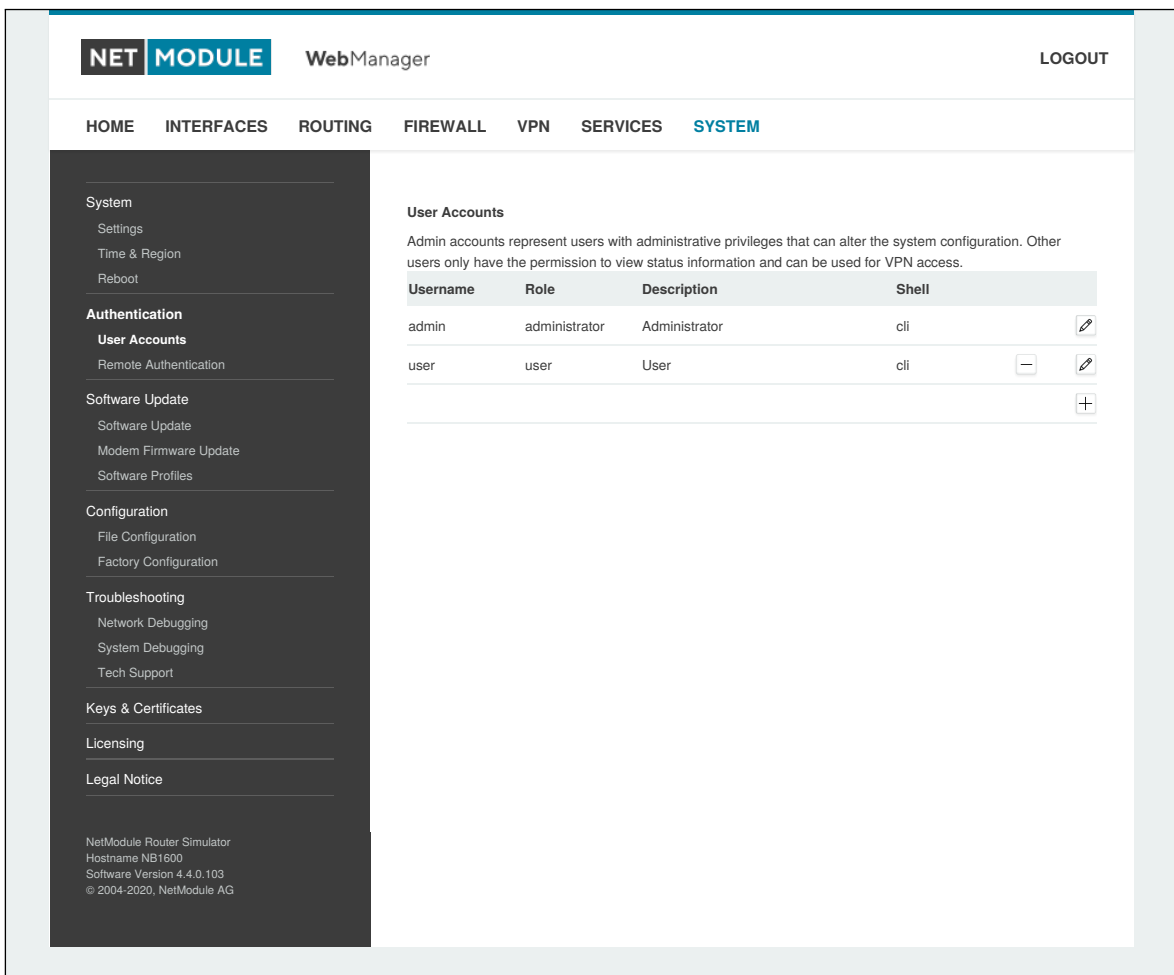 NET MODULE WebManager LOGOUT
HOME INTERFACES ROUTING FIREWALL VPN SERVICES SYSTEM
System
Settings
Time & Region
Reboot
Authentication
User Accounts
Remote Authentication
Software Update
Software Update
Modem Firmware Update
Software Profiles
Configuration
File Configuration
Factory Configuration
Troubleshooting
Network Debugging
System Debugging
Tech Support
Keys & Certificates
Licensing
Legal Notice
NetModule Router Simulator
Hostname NB1600
Software Version 4.4.0.103
© 2004-2020, NetModule AG
User Accounts
Admin accounts represent users with administrative privileges that can alter the system configuration. Other
users only have the permission to view status information and can be used for VPN access.
Username Role Description Shell
admin administrator Administrator cli
user user User cli